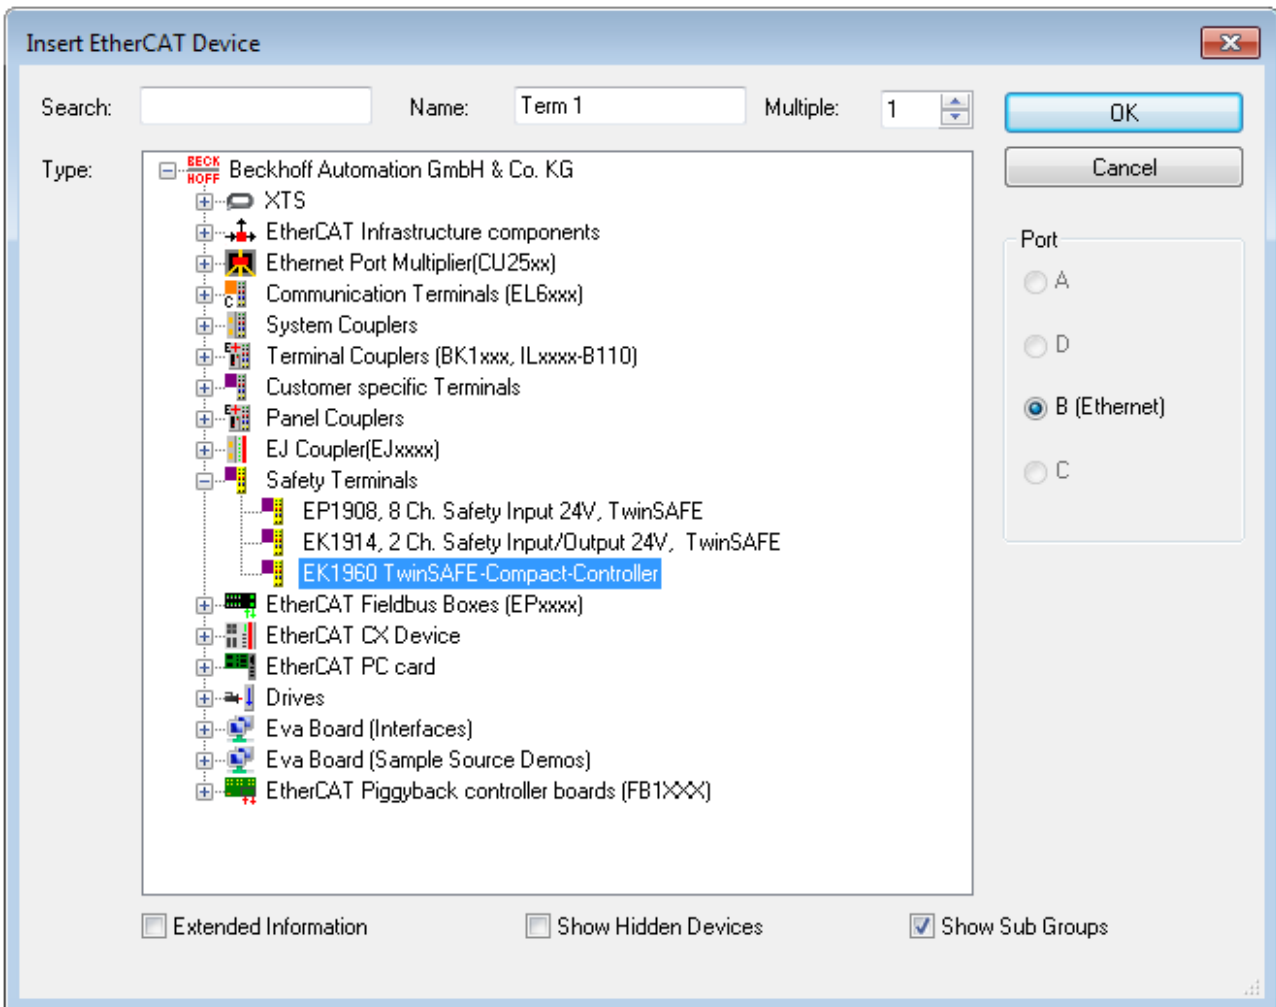 Insert EtherCAT Device
Search: Name: Term 1 Multiple: 1 OK
Type: BECK HOFF Beckhoff Automation GmbH & Co. KG Cancel
XTS
EtherCAT Infrastructure components
Port
Ethernet Port Multiplier(CU25xx)
A
Communication Terminals (EL6xxx)
System Couplers
D
Terminal Couplers (BK1xxx, ILxxxx-B110)
Customer specific Terminals
B (Ethernet)
Panel Couplers
EJ Coupler(EJxxxx)
C
Safety Terminals
EP1908, 8 Ch. Safety Input 24V, TwinSAFE
EK1914, 2 Ch. Safety Input/Output 24V, TwinSAFE
EK1960 TwinSAFE-Compact-Controller
EtherCAT Fieldbus Boxes (EPxxxx)
EtherCAT CX Device
EtherCAT PC card
Drives
Eva Board (Interfaces)
Eva Board (Sample Source Demos)
EtherCAT Piggyback controller boards (FB1XXX)
Extended Information Show Hidden Devices Show Sub Groups